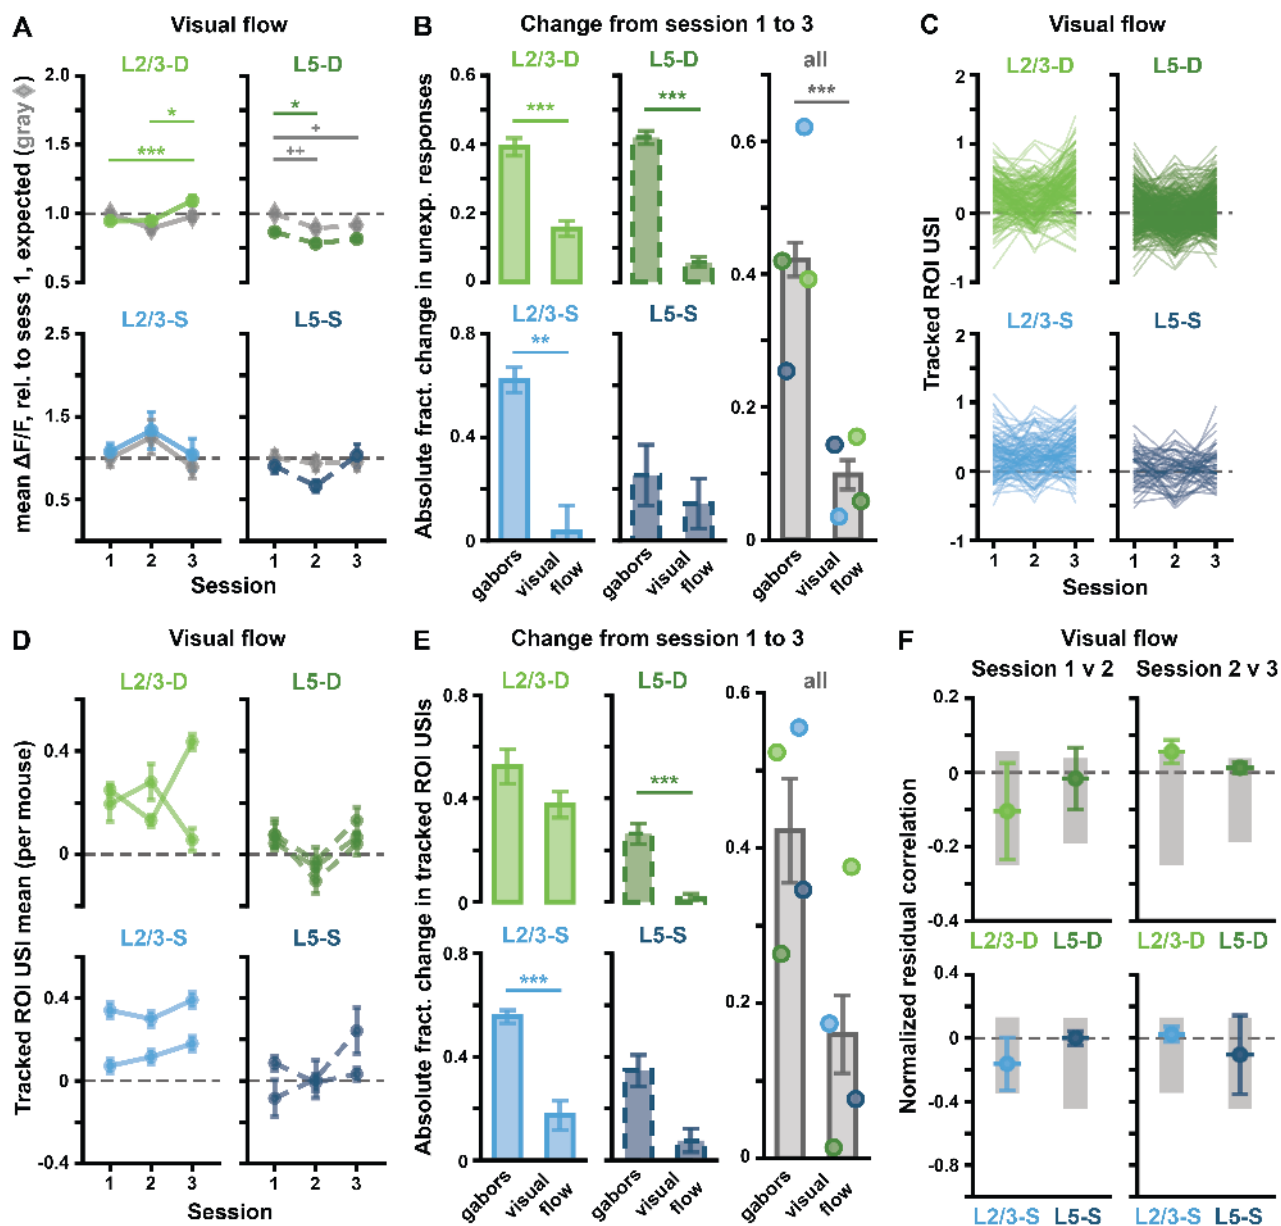 A
Visual flow
L2/3-D
L5-D
2.0
1.5
1.0
0.5
*
***
*
+
++
L2/3-S
L5-S
2.5
1.5
0.5
mean ΔF/F, rel. to sess 1, expected (gray ◆)
1 2 3
1 2 3
Session
B
Change from session 1 to 3
L2/3-D
L5-D
all
0.6
0.4
0.2
0
***
***
***
L2/3-S
L5-S
0.8
0.4
0
**
0.6
0.4
0.2
0
Absolute fract. change in unexp. responses
gabors
visual flow
gabors
visual flow
gabors
visual flow
C
Visual flow
L2/3-D
L5-D
2
1
0
-1
L2/3-S
L5-S
2
1
0
-1
Tracked ROI USI
1 2 3
1 2 3
Session
D
Visual flow
L2/3-D
L5-D
0.4
0
L2/3-S
L5-S
0.4
0
-0.4
Tracked ROI USI mean (per mouse)
1 2 3
1 2 3
Session
E
Change from session 1 to 3
L2/3-D
L5-D
all
0.8
0.4
0
***
L2/3-S
L5-S
0.8
0.4
0
***
0.6
0.4
0.2
0
Absolute fract. change in tracked ROI USIs
gabors
visual flow
gabors
visual flow
gabors
visual flow
F
Visual flow
Session 1 v 2
Session 2 v 3
0.2
0
-0.2
-0.4
L2/3-D L5-D
L2/3-D L5-D
0.4
0
-0.4
-0.8
Normalized residual correlation
L2/3-S L5-S
L2/3-S L5-S